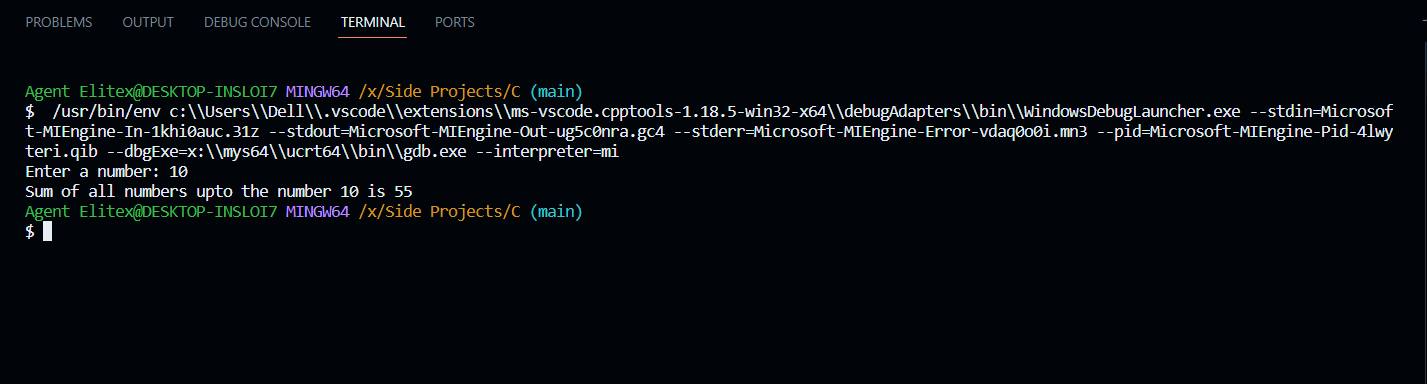 PROBLEMS OUTPUT DEBUG CONSOLE TERMINAL PORTS
Agent Elitex@DESKTOP-INSLOI7 MINGW64 /x/Side Projects/C (main)
$  /usr/bin/env c:\\Users\\Dell\\.vscode\\extensions\\ms-vscode.cpptools-1.18.5-win32-x64\\debugAdapters\\bin\\WindowsDebugLauncher.exe --stdin=Microsof
t-MIEngine-In-1khi0auc.31z --stdout=Microsoft-MIEngine-Out-ug5c0nra.gc4 --stderr=Microsoft-MIEngine-Error-vdaq0o0i.mn3 --pid=Microsoft-MIEngine-Pid-4lwy
teri.qib --dbgExe=x:\\mys64\\ucrt64\\bin\\gdb.exe --interpreter=mi
Enter a number: 10
Sum of all numbers upto the number 10 is 55
Agent Elitex@DESKTOP-INSLOI7 MINGW64 /x/Side Projects/C (main)
$